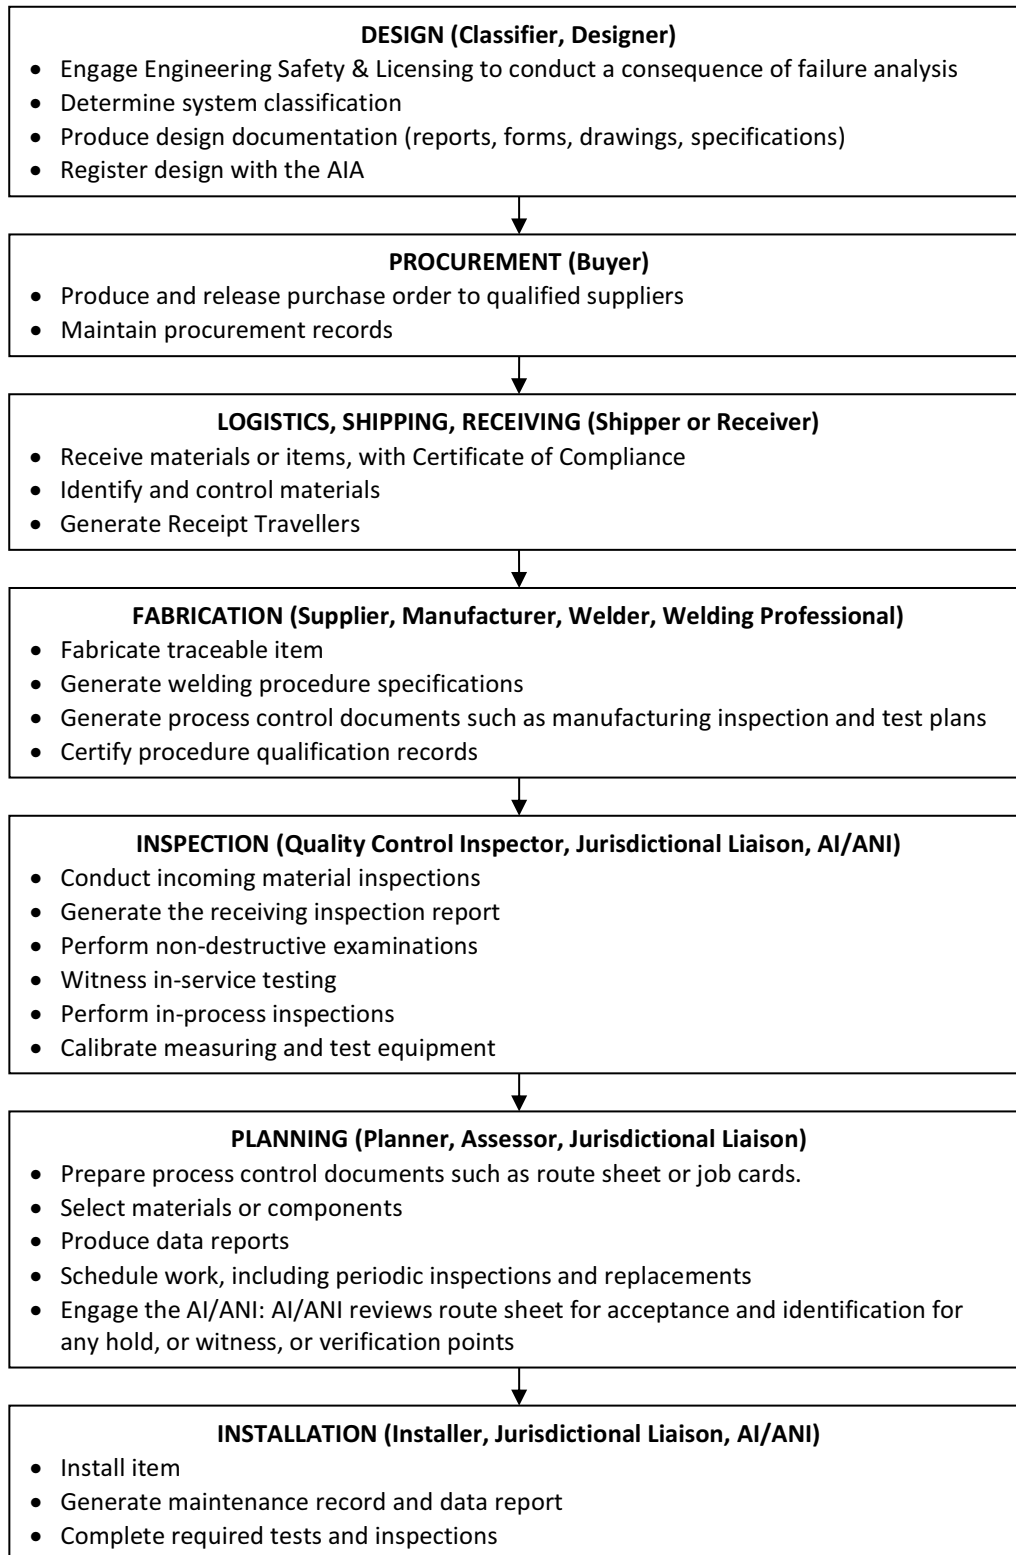 DESIGN (Classifier, Designer)
• Engage Engineering Safety & Licensing to conduct a consequence of failure analysis
• Determine system classification
• Produce design documentation (reports, forms, drawings, specifications)
• Register design with the AIA
PROCUREMENT (Buyer)
• Produce and release purchase order to qualified suppliers
• Maintain procurement records
LOGISTICS, SHIPPING, RECEIVING (Shipper or Receiver)
• Receive materials or items, with Certificate of Compliance
• Identify and control materials
• Generate Receipt Travellers
FABRICATION (Supplier, Manufacturer, Welder, Welding Professional)
• Fabricate traceable item
• Generate welding procedure specifications
• Generate process control documents such as manufacturing inspection and test plans
• Certify procedure qualification records
INSPECTION (Quality Control Inspector, Jurisdictional Liaison, AI/ANI)
• Conduct incoming material inspections
• Generate the receiving inspection report
• Perform non-destructive examinations
• Witness in-service testing
• Perform in-process inspections
• Calibrate measuring and test equipment
PLANNING (Planner, Assessor, Jurisdictional Liaison)
• Prepare process control documents such as route sheet or job cards.
• Select materials or components
• Produce data reports
• Schedule work, including periodic inspections and replacements
• Engage the AI/ANI: AI/ANI reviews route sheet for acceptance and identification for
any hold, or witness, or verification points
INSTALLATION (Installer, Jurisdictional Liaison, AI/ANI)
• Install item
• Generate maintenance record and data report
• Complete required tests and inspections